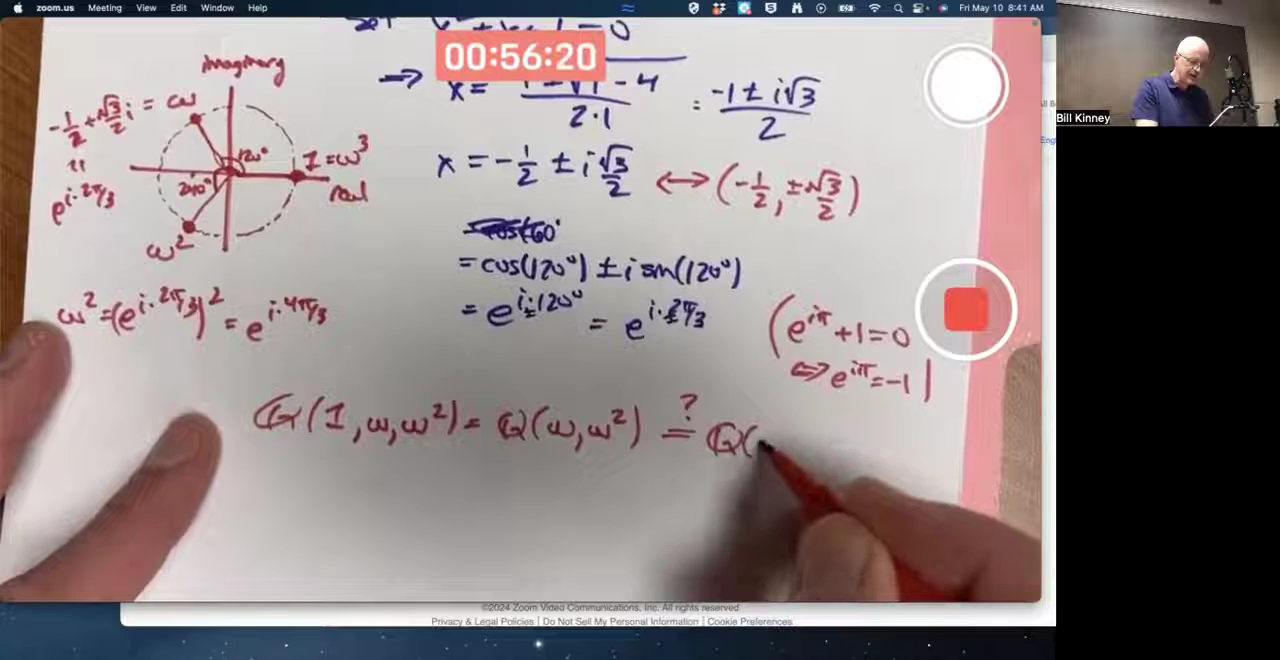 zoom.us Meeting View Edit Window Help
Fri May 10 8:41 AM
00:56:20
Bill Kinney
imaginary
-1/2 + √3/2 i = ω
=
e^{i·2π/3}
120°
240°
1 = ω³
real
ω²
ω² = (e^{i·2π/3})² = e^{i·4π/3}
⇒ x = -4
2·1
= -1 ± i√3 / 2
x = -1/2 ± i √3/2 ↔ (-1/2, ±√3/2)
= cos(120°) ± i sin(120°)
= e^{i·±120°} = e^{i·±2π/3}
(e^{iπ} + 1 = 0
⇔ e^{iπ} = -1)
Q(1, ω, ω²) = Q(ω, ω²) ?= Q(
©2024 Zoom Video Communications, Inc. All rights reserved
Privacy & Legal Policies | Do Not Sell My Personal Information | Cookie Preferences